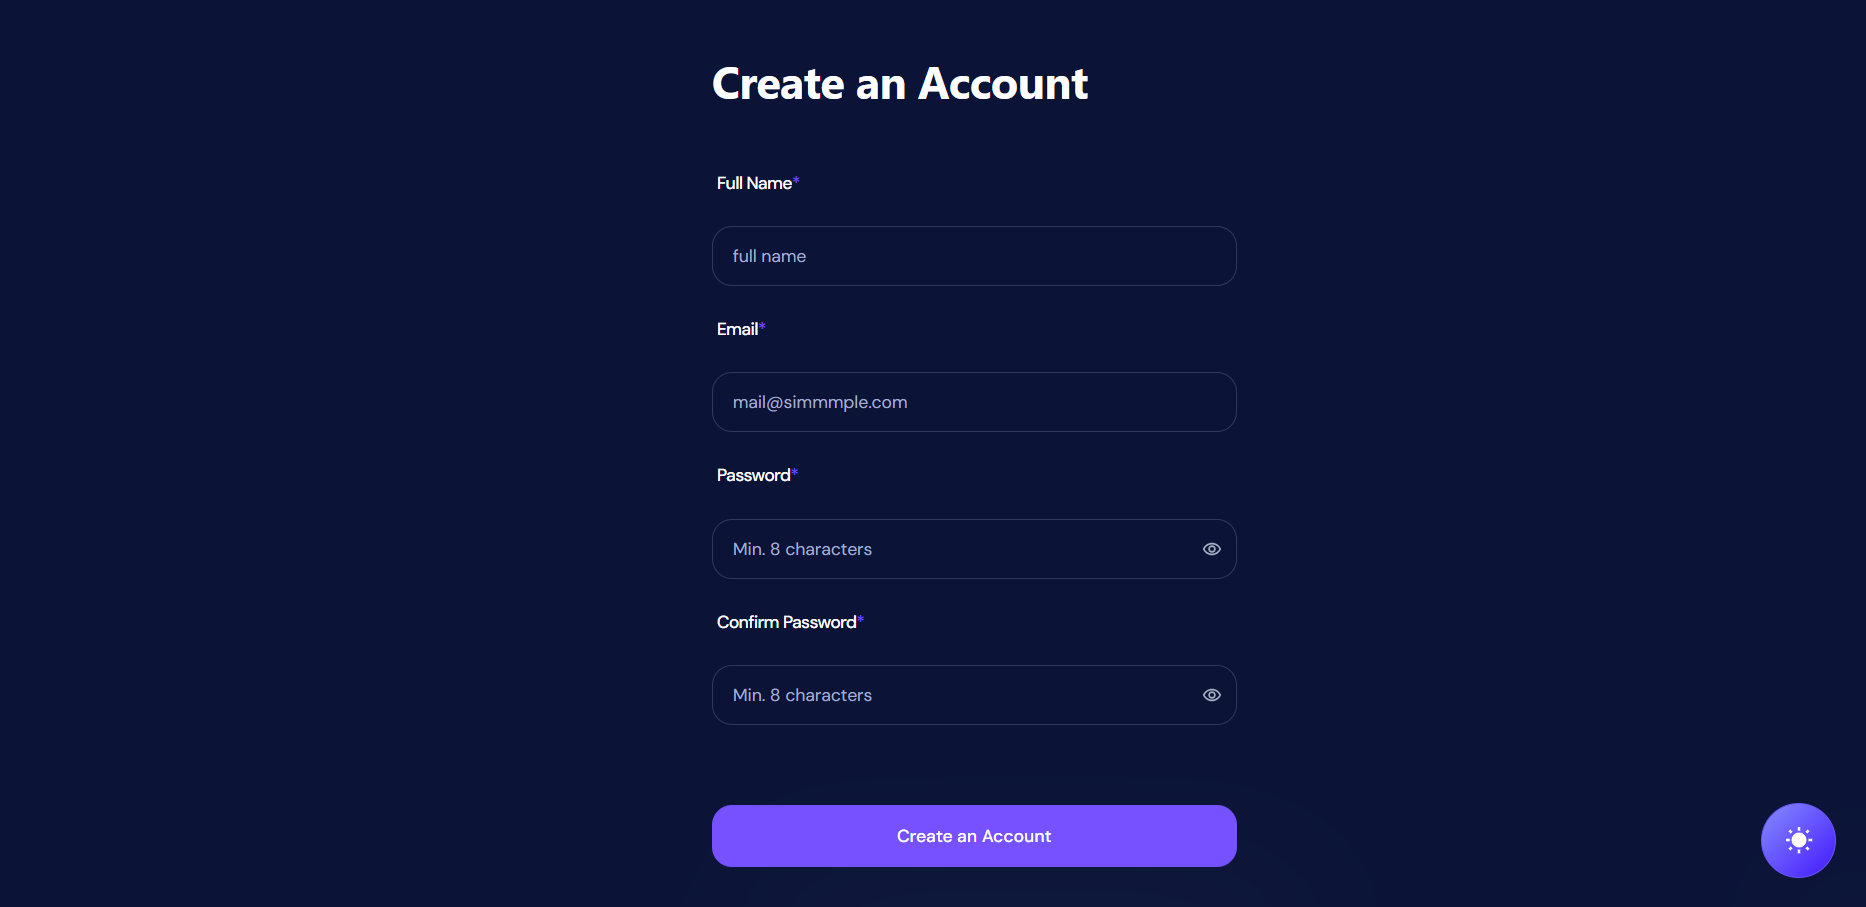 Create an Account
Full Name*
full name
Email*
mail@simmmple.com
Password*
Min. 8 characters
Confirm Password*
Min. 8 characters
Create an Account